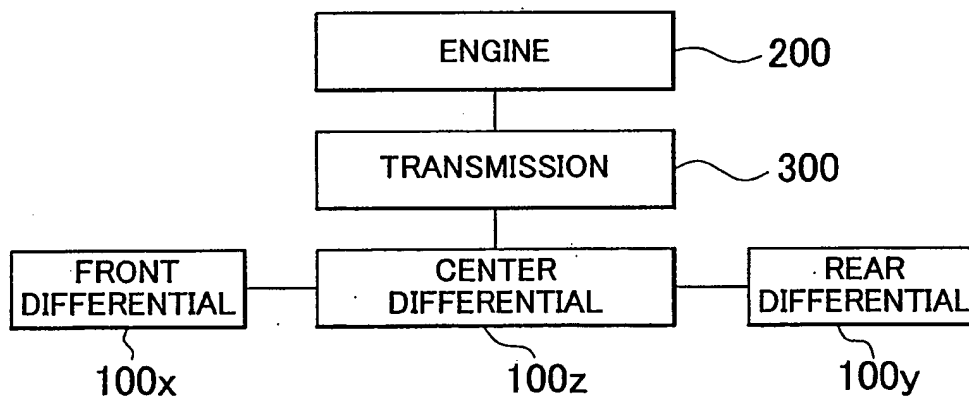 ENGINE
200
TRANSMISSION
300
FRONT
DIFFERENTIAL
CENTER
DIFFERENTIAL
REAR
DIFFERENTIAL
100x
100z
100y